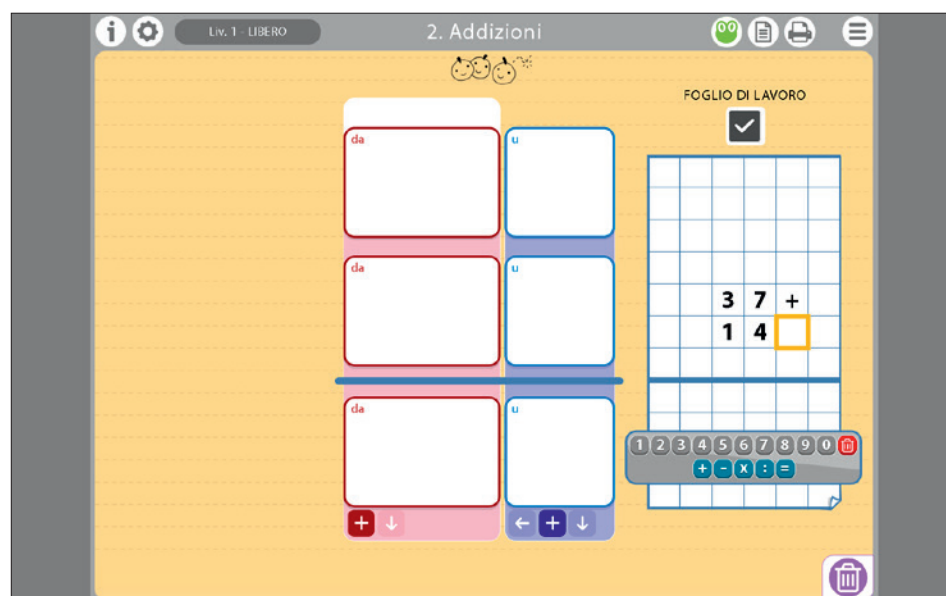 Liv. 1 - LIBERO
2. Addizioni
FOGLIO DI LAVORO
da
u
da
u
3 7 +
1 4
da
u
1 2 3 4 5 6 7 8 9 0
+ - x : =
+ ↓
← + ↓